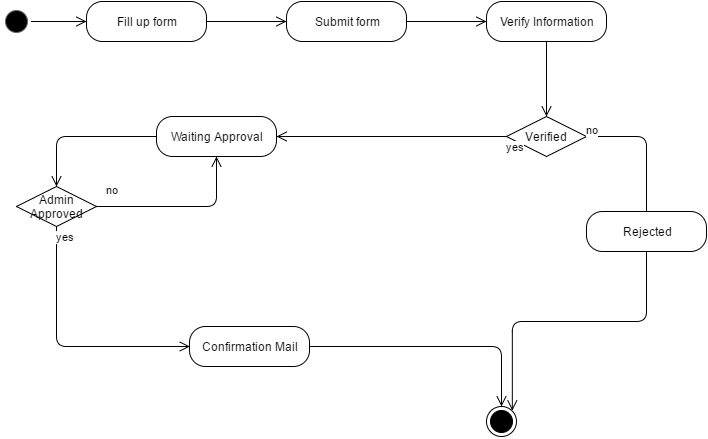 Fill up form
Submit form
Verify Information
Verified
yes
no
Waiting Approval
Admin
Approved
no
yes
Rejected
Confirmation Mail